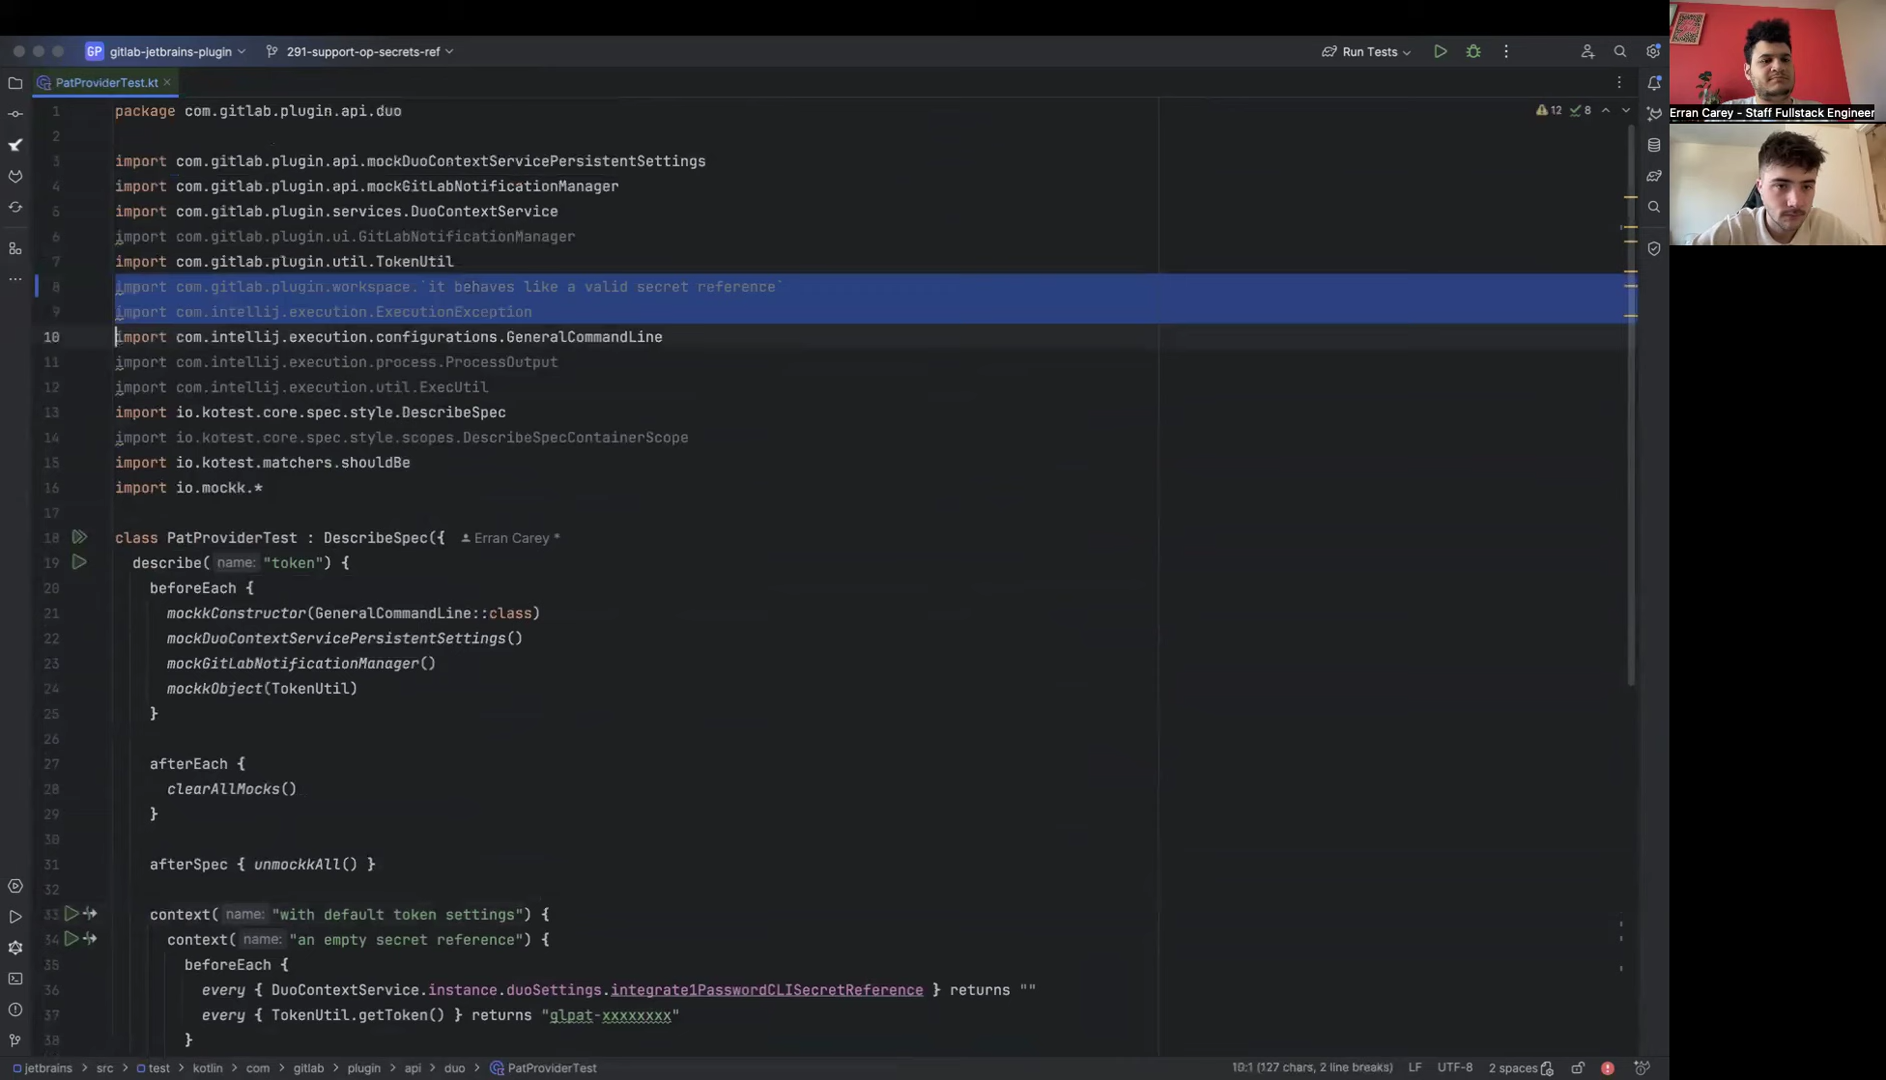 GP gitlab-jetbrains-plugin 291-support-op-secrets-ref Run Tests
PatProviderTest.kt
Erran Carey - Staff Fullstack Engineer
12 8
1 package com.gitlab.plugin.api.duo
2
3 import com.gitlab.plugin.api.mockDuoContextServicePersistentSettings
4 import com.gitlab.plugin.api.mockGitLabNotificationManager
5 import com.gitlab.plugin.services.DuoContextService
6 import com.gitlab.plugin.ui.GitLabNotificationManager
7 import com.gitlab.plugin.util.TokenUtil
8 import com.gitlab.plugin.workspace.`it behaves like a valid secret reference`
9 import com.intellij.execution.ExecutionException
10 import com.intellij.execution.configurations.GeneralCommandLine
11 import com.intellij.execution.process.ProcessOutput
12 import com.intellij.execution.util.ExecUtil
13 import io.kotest.core.spec.style.DescribeSpec
14 import io.kotest.core.spec.style.scopes.DescribeSpecContainerScope
15 import io.kotest.matchers.shouldBe
16 import io.mockk.*
17
18 class PatProviderTest : DescribeSpec({ Erran Carey *
19 describe( name: "token") {
20 beforeEach {
21 mockkConstructor(GeneralCommandLine::class)
22 mockDuoContextServicePersistentSettings()
23 mockGitLabNotificationManager()
24 mockkObject(TokenUtil)
25 }
26
27 afterEach {
28 clearAllMocks()
29 }
30
31 afterSpec { unmockkAll() }
32
33 context( name: "with default token settings") {
34 context( name: "an empty secret reference") {
35 beforeEach {
36 every { DuoContextService.instance.duoSettings.integrate1PasswordCLISecretReference } returns ""
37 every { TokenUtil.getToken() } returns "glpat-xxxxxxxx"
38 }
jetbrains > src > test > kotlin > com > gitlab > plugin > api > duo > PatProviderTest 10:1 (127 chars, 2 line breaks) LF UTF-8 2 spaces